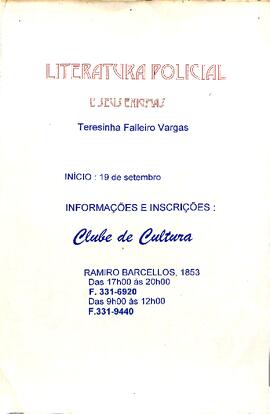 LITERATURA POLICIAL
E SEUS ENIGMAS
Teresinha Falleiro Vargas
INÍCIO : 19 de setembro
INFORMAÇÕES E INSCRIÇÕES :
Clube de Cultura
RAMIRO BARCELLOS, 1853
Das 17h00 às 20h00
F. 331-6920
Das 9h00 às 12h00
F.331-9440